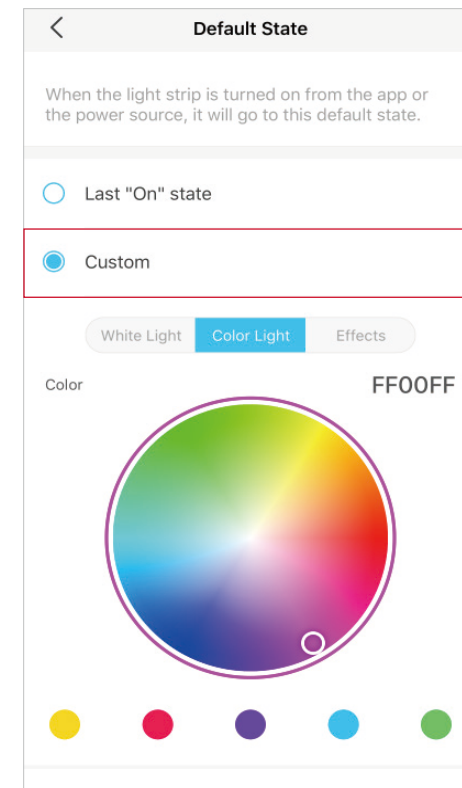 Default State
When the light strip is turned on from the app or
the power source, it will go to this default state.
Last "On" state
Custom
White Light Color Light Effects
Color FF00FF